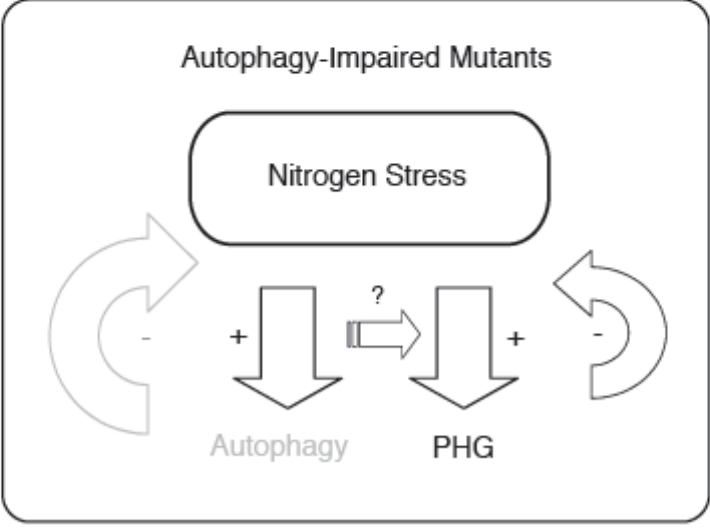 Autophagy-Impaired Mutants
Nitrogen Stress
?
- + + -
Autophagy PHG